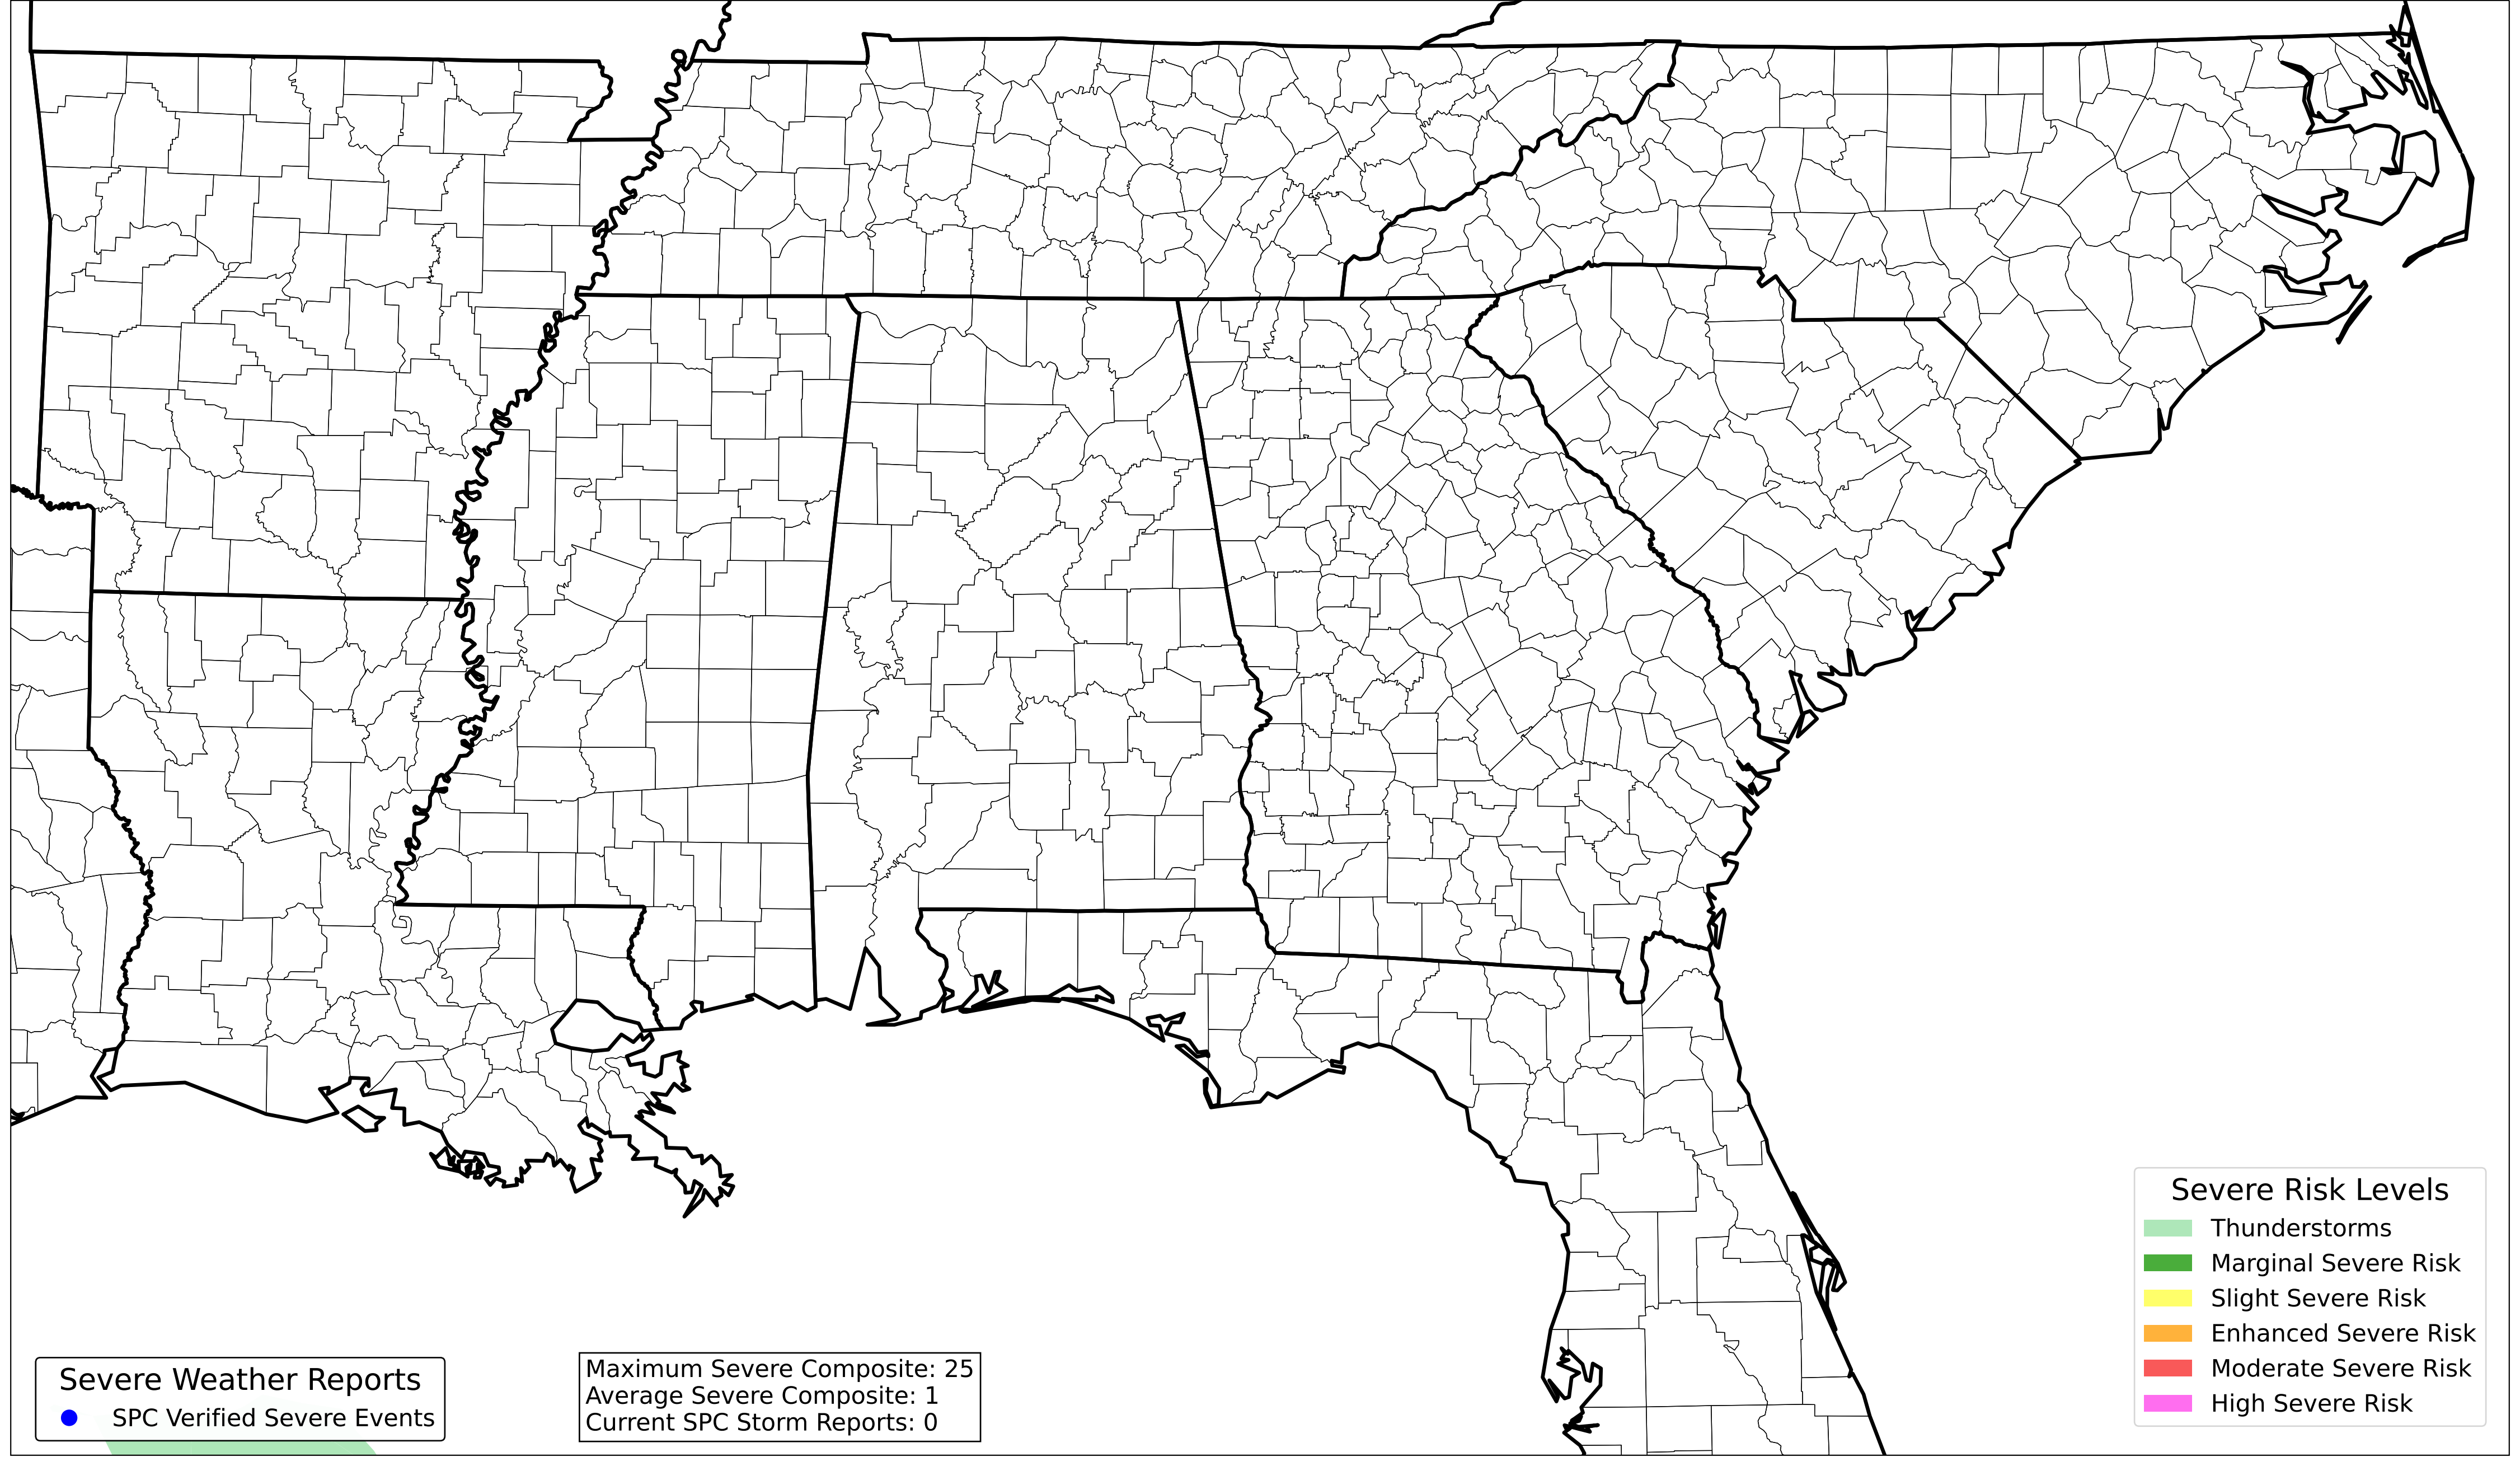 Severe Risk Levels
Thunderstorms
Marginal Severe Risk
Slight Severe Risk
Enhanced Severe Risk
Moderate Severe Risk
High Severe Risk
Severe Weather Reports
SPC Verified Severe Events
Maximum Severe Composite: 25
Average Severe Composite: 1
Current SPC Storm Reports: 0